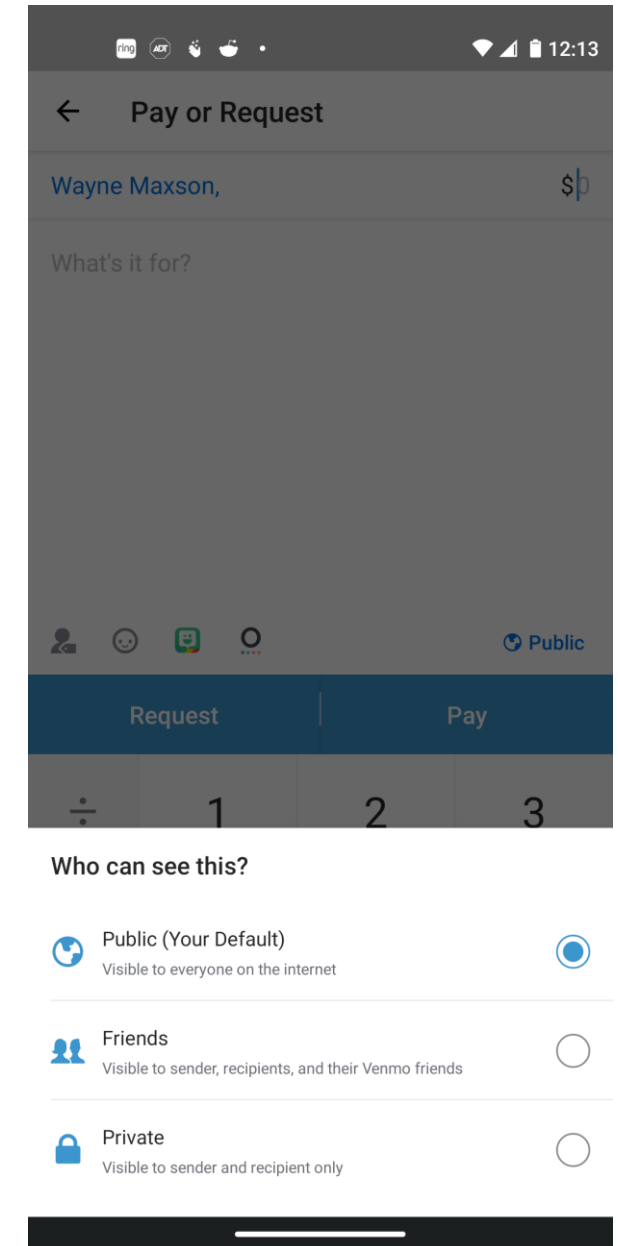 ring ADT 12:13
Pay or Request
Wayne Maxson, $0
What's it for?
Public
Request Pay
÷ 1 2 3
Who can see this?
Public (Your Default)
Visible to everyone on the internet
Friends
Visible to sender, recipients, and their Venmo friends
Private
Visible to sender and recipient only